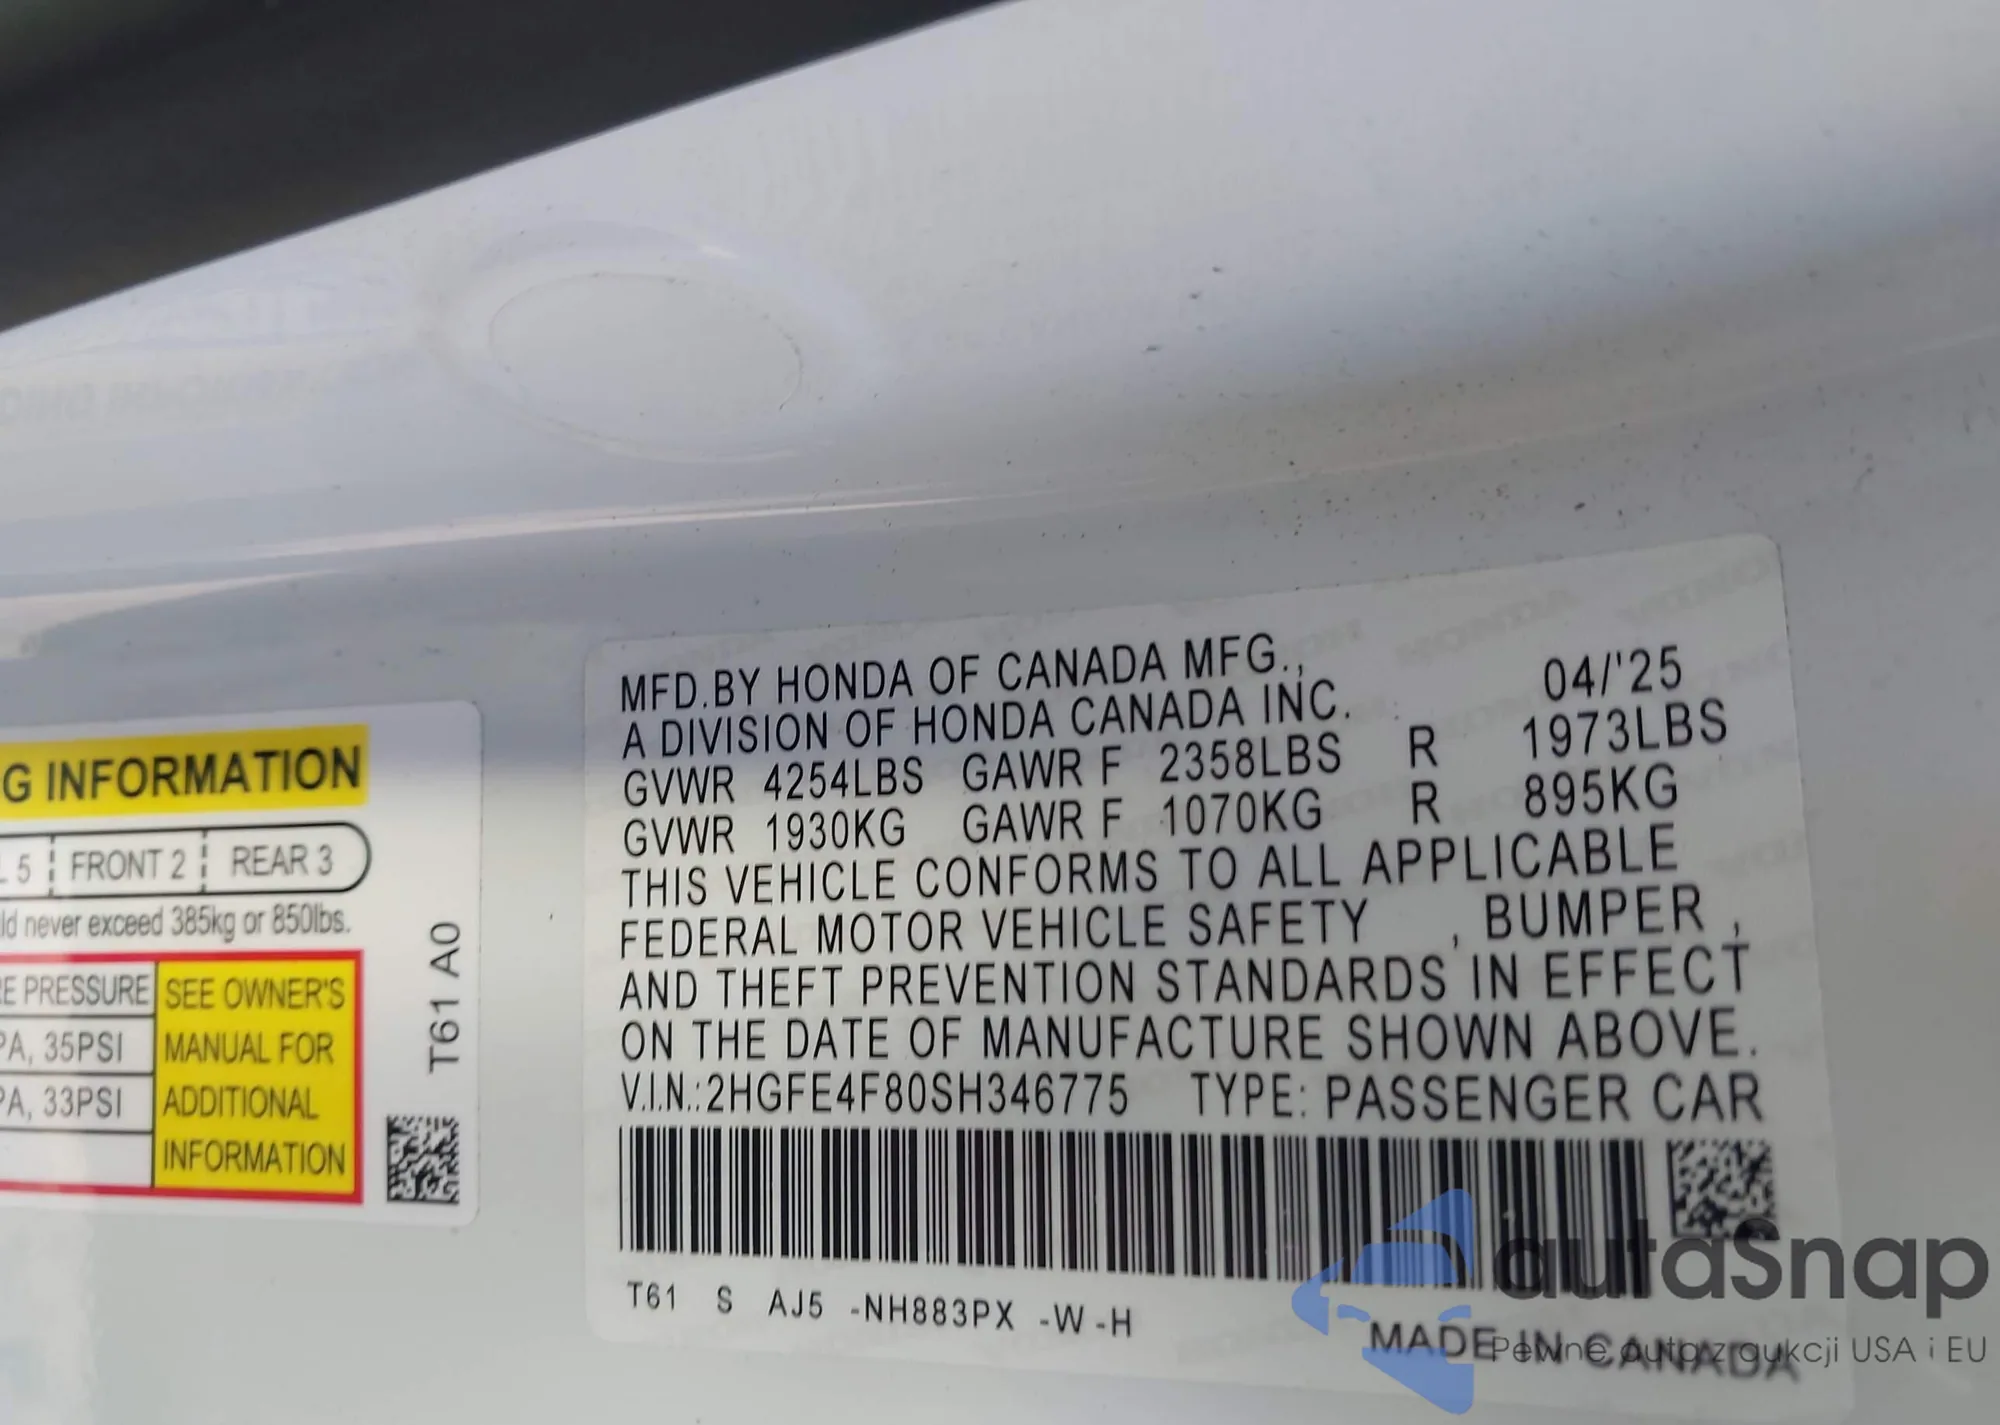 G INFORMATION
L 5 FRONT 2 REAR 3
ld never exceed 385kg or 850lbs.
E PRESSURE
PA, 35PSI
PA, 33PSI
SEE OWNER'S
MANUAL FOR
ADDITIONAL
INFORMATION
T61 A0
MFD.BY HONDA OF CANADA MFG., 04/'25
A DIVISION OF HONDA CANADA INC.
GVWR 4254LBS GAWR F 2358LBS R 1973LBS
GVWR 1930KG GAWR F 1070KG R 895KG
THIS VEHICLE CONFORMS TO ALL APPLICABLE
FEDERAL MOTOR VEHICLE SAFETY , BUMPER ,
AND THEFT PREVENTION STANDARDS IN EFFECT
ON THE DATE OF MANUFACTURE SHOWN ABOVE.
V.I.N.:2HGFE4F80SH346775 TYPE: PASSENGER CAR
T61 S AJ5 -NH883PX -W-H
MADE IN CANADA
autaSnap
Pewne auta z aukcji USA i EU